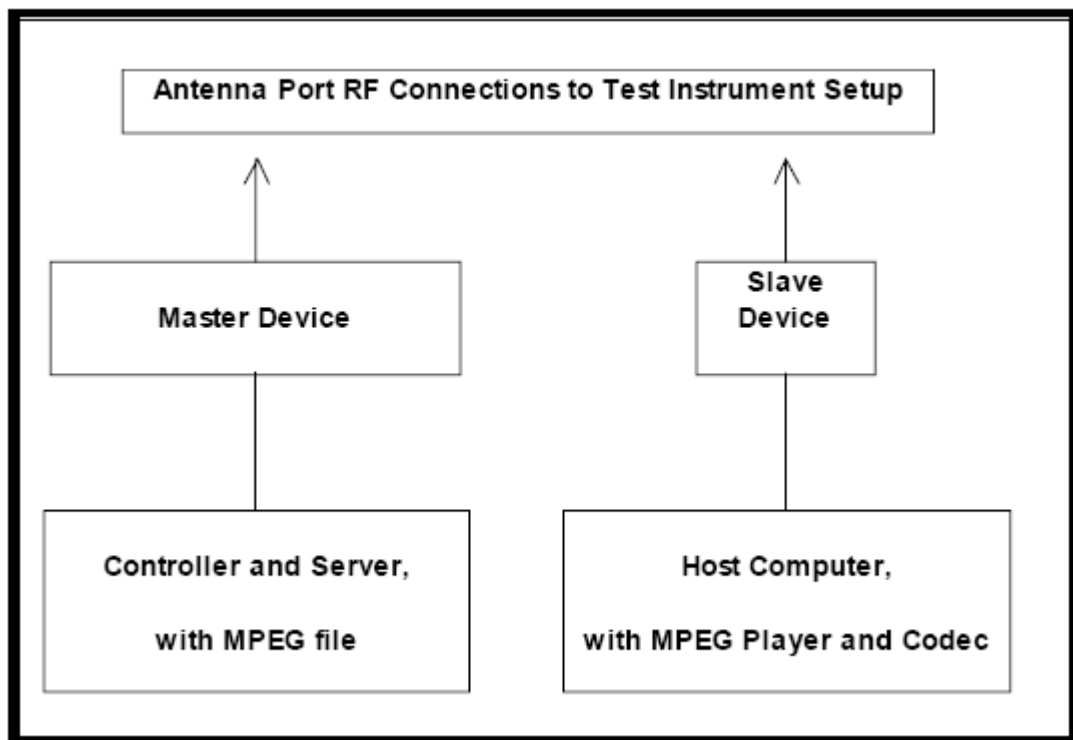 Antenna Port RF Connections to Test Instrument Setup
Master Device
Slave
Device
Controller and Server,
with MPEG file
Host Computer,
with MPEG Player and Codec